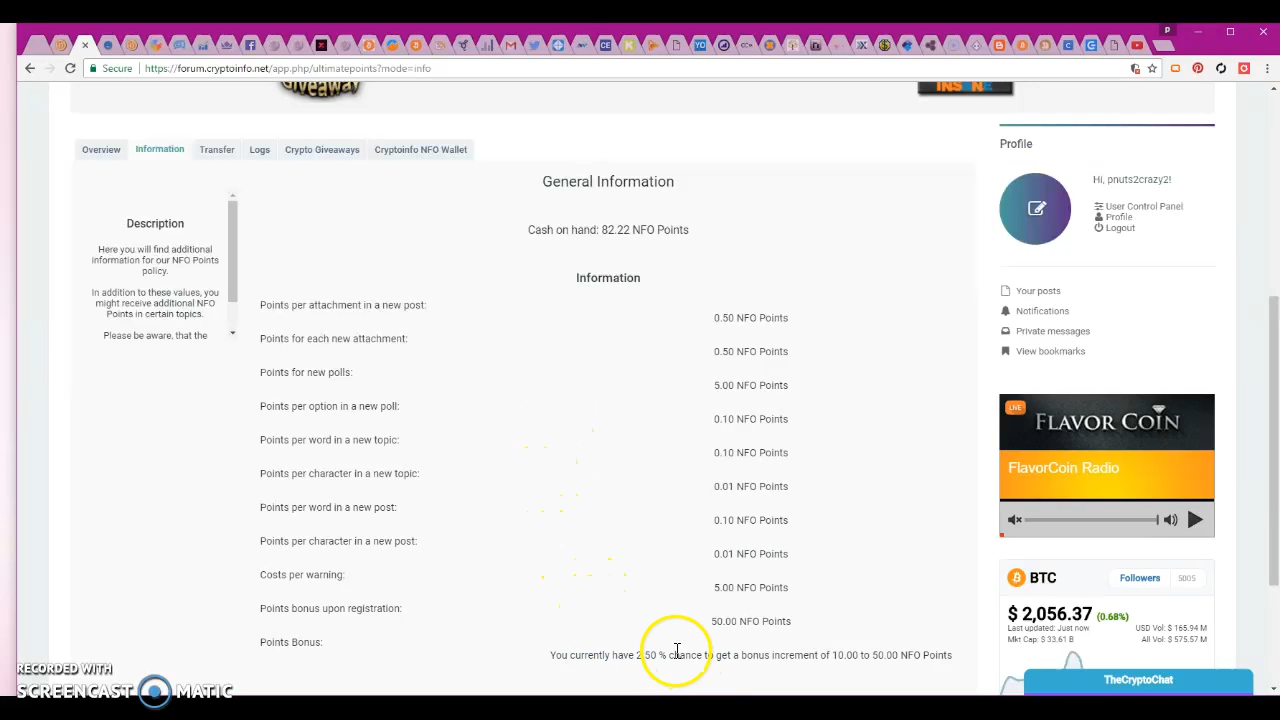 P
Secure
https://forum.cryptoinfo.net/app.php/ultimatepoints?mode=info
Giveaway
INSANE
Overview
Information
Transfer
Logs
Crypto Giveaways
Cryptoinfo NFO Wallet
General Information
Cash on hand: 82.22 NFO Points
Description
Here you will find additional
information for our NFO Points
policy.
In addition to these values, you
might receive additional NFO
Points in certain topics.
Please be aware, that the
Information
Points per attachment in a new post:
0.50 NFO Points
Points for each new attachment:
0.50 NFO Points
Points for new polls:
5.00 NFO Points
Points per option in a new poll:
0.10 NFO Points
Points per word in a new topic:
0.10 NFO Points
Points per character in a new topic:
0.01 NFO Points
Points per word in a new post:
0.10 NFO Points
Points per character in a new post:
0.01 NFO Points
Costs per warning:
5.00 NFO Points
Points bonus upon registration:
50.00 NFO Points
Points Bonus:
You currently have 2.50 % chance to get a bonus increment of 10.00 to 50.00 NFO Points
Profile
Hi, pnuts2crazy2!
User Control Panel
Profile
Logout
Your posts
Notifications
Private messages
View bookmarks
LIVE
FLAVOR COIN
FlavorCoin Radio
BTC
Followers
5005
$ 2,056.37 (0.68%)
Last updated: Just now
Mkt Cap: $ 33,61 B
USD Vol: $ 165.94 M
All Vol: $ 575.57 M
TheCryptoChat
RECORDED WITH
SCREENCAST MATIC